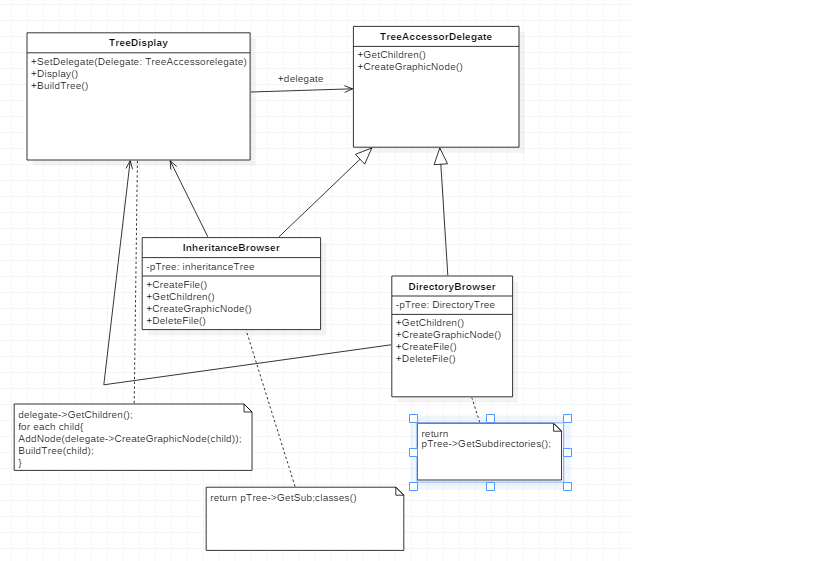 TreeDisplay
+SetDelegate(Delegate: TreeAccessorelegate)
+Display()
+BuildTree()
+delegate
TreeAccessorDelegate
+GetChildren()
+CreateGraphicNode()
InheritanceBrowser
-pTree: inheritanceTree
+CreateFile()
+GetChildren()
+CreateGraphicNode()
+DeleteFile()
DirectoryBrowser
-pTree: DirectoryTree
+GetChildren()
+CreateGraphicNode()
+CreateFile()
+DeleteFile()
delegate->GetChildren();
for each child{
AddNode(delegate->CreateGraphicNode(child));
BuildTree(child);
}
return
pTree->GetSubdirectories();
return pTree->GetSub;classes()